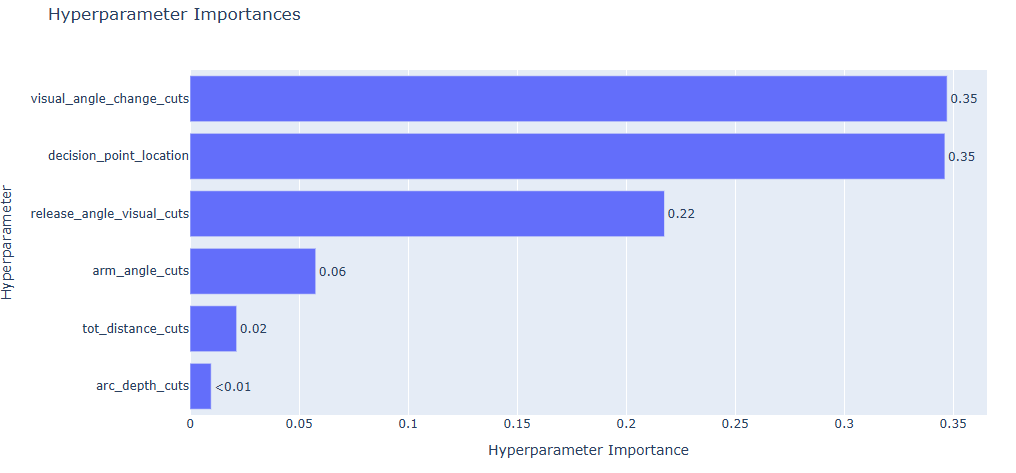 Hyperparameter Importances
Hyperparameter
visual_angle_change_cuts 0.35
decision_point_location 0.35
release_angle_visual_cuts 0.22
arm_angle_cuts 0.06
tot_distance_cuts 0.02
arc_depth_cuts <0.01
0 0.05 0.1 0.15 0.2 0.25 0.3 0.35
Hyperparameter Importance